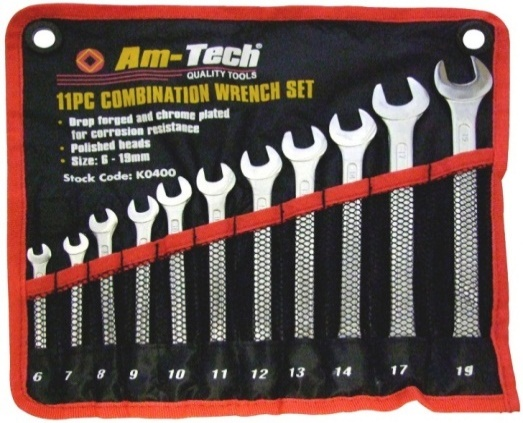 Am-Tech®
QUALITY TOOLS
11PC COMBINATION WRENCH SET
• Drop forged and chrome plated
for corrosion resistance
• Polished heads
• Size: 6 - 19mm
Stock Code: K0400
6 7 8 9 10 11 12 13 14 17 19